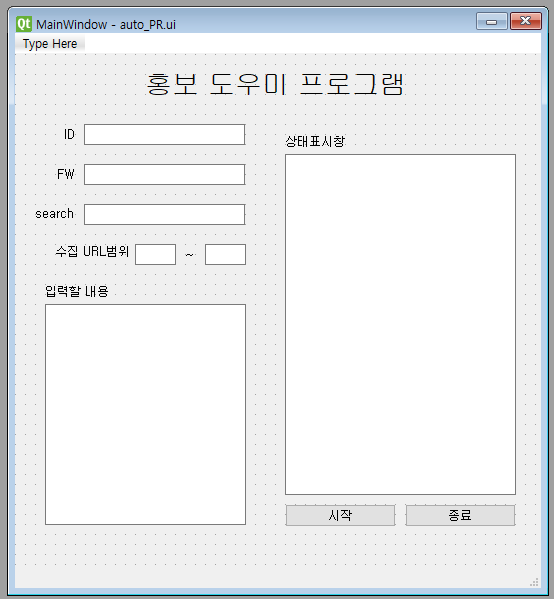 Qt MainWindow - auto_PR.ui
Type Here
홍보 도우미 프로그램
ID
FW
search
수집 URL범위 ~
입력할 내용
상태표시창
시작 종료